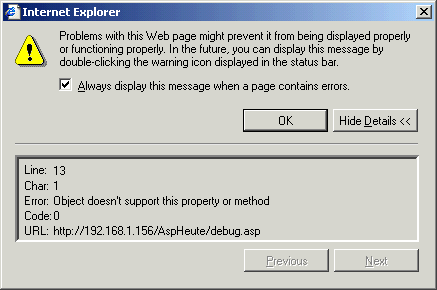 Internet Explorer
Problems with this Web page might prevent it from being displayed properly
or functioning properly. In the future, you can display this message by
double-clicking the warning icon displayed in the status bar.
Always display this message when a page contains errors.
OK
Hide Details <<
Line: 13
Char: 1
Error: Object doesn't support this property or method
Code: 0
URL: http://192.168.1.156/AspHeute/debug.asp
Previous
Next